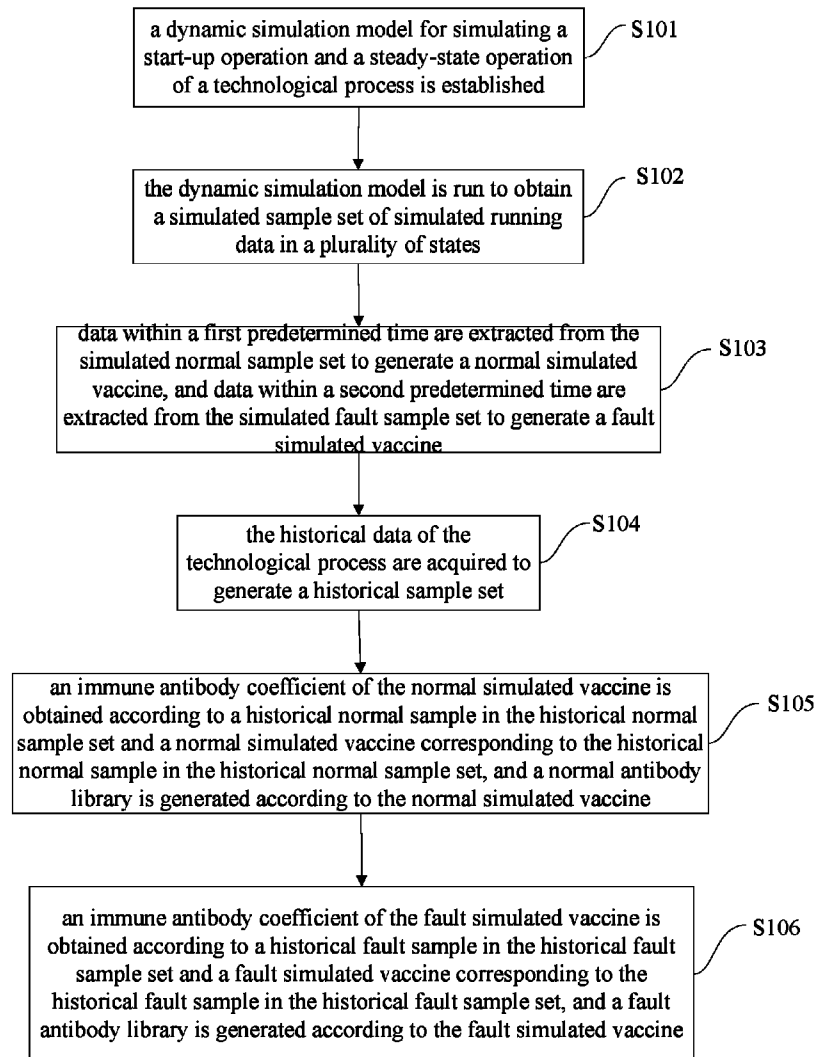 a dynamic simulation model for simulating a
start-up operation and a steady-state operation
of a technological process is established
S101
the dynamic simulation model is run to obtain
a simulated sample set of simulated running
data in a plurality of states
S102
data within a first predetermined time are extracted from the
simulated normal sample set to generate a normal simulated
vaccine, and data within a second predetermined time are
extracted from the simulated fault sample set to generate a fault
simulated vaccine
S103
the historical data of the
technological process are acquired to
generate a historical sample set
S104
an immune antibody coefficient of the normal simulated vaccine is
obtained according to a historical normal sample in the historical normal
sample set and a normal simulated vaccine corresponding to the historical
normal sample in the historical normal sample set, and a normal antibody
library is generated according to the normal simulated vaccine
S105
an immune antibody coefficient of the fault simulated vaccine is
obtained according to a historical fault sample in the historical fault
sample set and a fault simulated vaccine corresponding to the
historical fault sample in the historical fault sample set, and a fault
antibody library is generated according to the fault simulated vaccine
S106